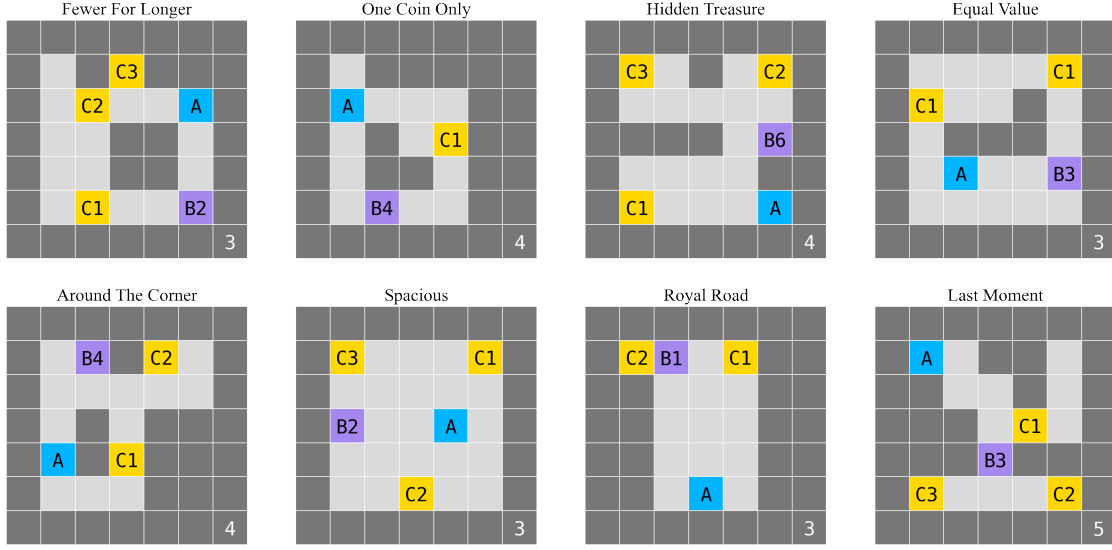 Fewer For Longer
One Coin Only
Hidden Treasure
Equal Value
C3
C2 A
C1 B2
3
A
C1
B4
4
C3 C2
B6
C1 A
4
C1
C1
A B3
3
Around The Corner
Spacious
Royal Road
Last Moment
B4 C2
A C1
4
C3 C1
B2 A
C2
3
C2 B1 C1
A
3
A
C1
B3
C3 C2
5